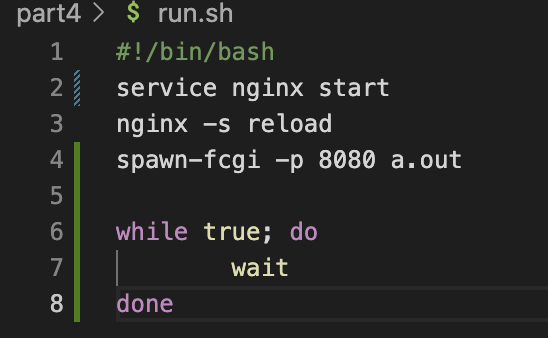 part4 > $ run.sh
1 #!/bin/bash
2 service nginx start
3 nginx -s reload
4 spawn-fcgi -p 8080 a.out
5
6 while true; do
7 wait
8 done